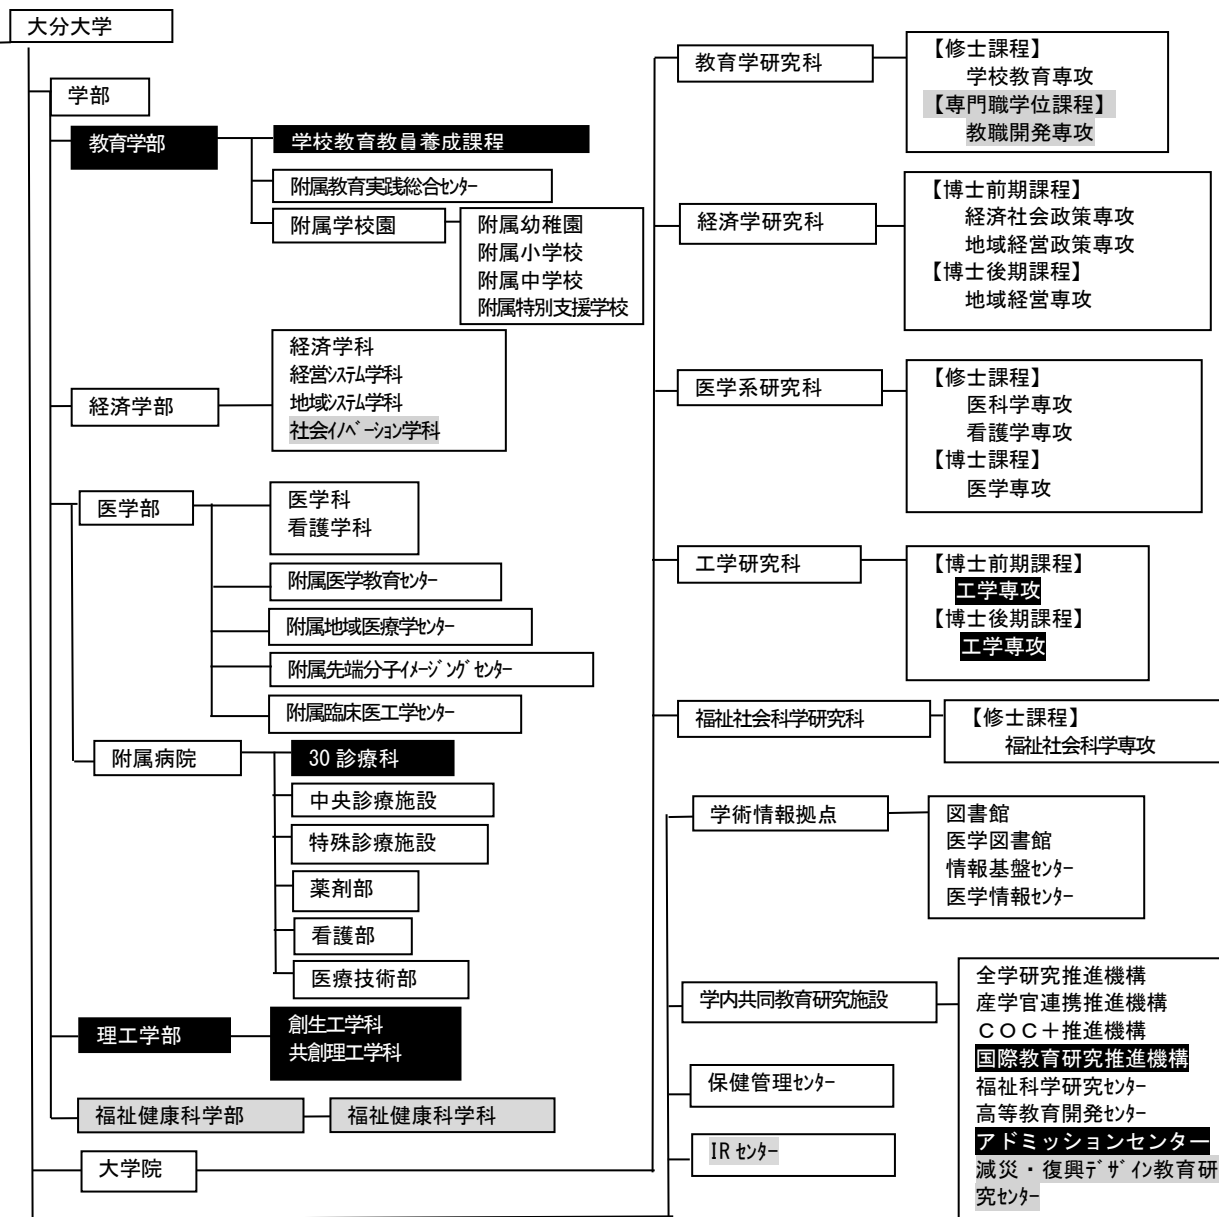 大分大学
学部
教育学部
学校教育教員養成課程
附属教育実践総合ｾﾝﾀｰ
附属学校園
附属幼稚園
附属小学校
附属中学校
附属特別支援学校
経済学部
経済学科
経営ｼｽﾃﾑ学科
地域ｼｽﾃﾑ学科
社会ｲﾉﾍﾞｰｼｮﾝ学科
医学部
医学科
看護学科
附属医学教育ｾﾝﾀｰ
附属地域医療学ｾﾝﾀｰ
附属先端分子ｲﾒｰｼﾞﾝｸﾞｾﾝﾀｰ
附属臨床医工学ｾﾝﾀｰ
附属病院
30 診療科
中央診療施設
特殊診療施設
薬剤部
看護部
医療技術部
理工学部
創生工学科
共創理工学科
福祉健康科学部
福祉健康科学科
大学院
教育学研究科
【修士課程】
学校教育専攻
【専門職学位課程】
教職開発専攻
経済学研究科
【博士前期課程】
経済社会政策専攻
地域経営政策専攻
【博士後期課程】
地域経営専攻
医学系研究科
【修士課程】
医科学専攻
看護学専攻
【博士課程】
医学専攻
工学研究科
【博士前期課程】
工学専攻
【博士後期課程】
工学専攻
福祉社会科学研究科
【修士課程】
福祉社会科学専攻
学術情報拠点
図書館
医学図書館
情報基盤ｾﾝﾀｰ
医学情報ｾﾝﾀｰ
学内共同教育研究施設
全学研究推進機構
産学官連携推進機構
ＣＯＣ＋推進機構
国際教育研究推進機構
福祉科学研究ｾﾝﾀｰ
高等教育開発ｾﾝﾀｰ
アドミッションセンター
減災・復興ﾃﾞｻﾞｲﾝ教育研
究ｾﾝﾀｰ
保健管理ｾﾝﾀｰ
IR ｾﾝﾀｰ